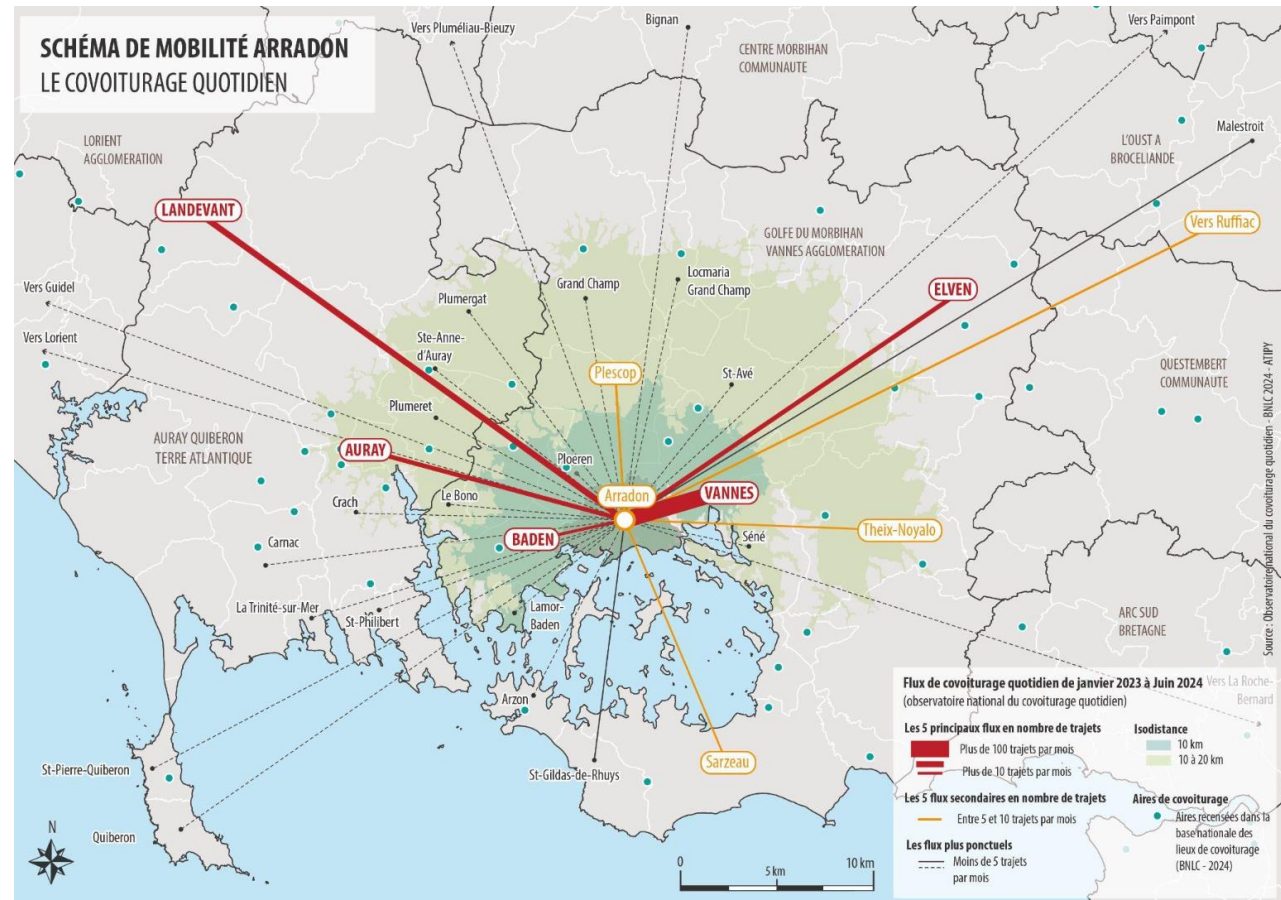 SCHÉMA DE MOBILITÉ ARRADON
LE COVOITURAGE QUOTIDIEN
Vers Pluméliau-Bieuzy
Bignan
Vers Paimpont
CENTRE MORBIHAN
COMMUNAUTE
LORIENT
AGGLOMERATION
L'OUST A
BROCELIANDE
Malestroit
LANDEVANT
Vers Ruffiac
GOLFE DU MORBIHAN
VANNES AGGLOMERATION
Vers Guidel
Grand Champ
Locmaria
Grand Champ
ELVEN
Plumergat
Vers Lorient
Ste-Anne-
d'Auray
Plescop
St-Avé
QUESTEMBERT
COMMUNAUTE
Plumeret
AURAY QUIBERON
TERRE ATLANTIQUE
AURAY
Ploëren
Arradon
VANNES
Crach
Le Bono
BADEN
Séné
Theix-Noyalo
Carnac
La Trinité-sur-Mer
St-Philibert
Lamor-
Baden
ARC SUD
BRETAGNE
Arzon
St-Pierre-Quiberon
St-Gildas-de-Rhuys
Sarzeau
Quiberon
N
0
5 km
10 km
Source : Observatoire national du covoiturage quotidien - BNLC 2024 - ATIPY
Vers La Roche-
Bernard
Flux de covoiturage quotidien de janvier 2023 à Juin 2024
(observatoire national du covoiturage quotidien)
Les 5 principaux flux en nombre de trajets
Plus de 100 trajets par mois
Plus de 10 trajets par mois
Les 5 flux secondaires en nombre de trajets
Entre 5 et 10 trajets par mois
Les flux plus ponctuels
Moins de 5 trajets
par mois
Isodistance
10 km
10 à 20 km
Aires de covoiturage
Aires recensées dans la
base nationale des
lieux de covoiturage
(BNLC - 2024)